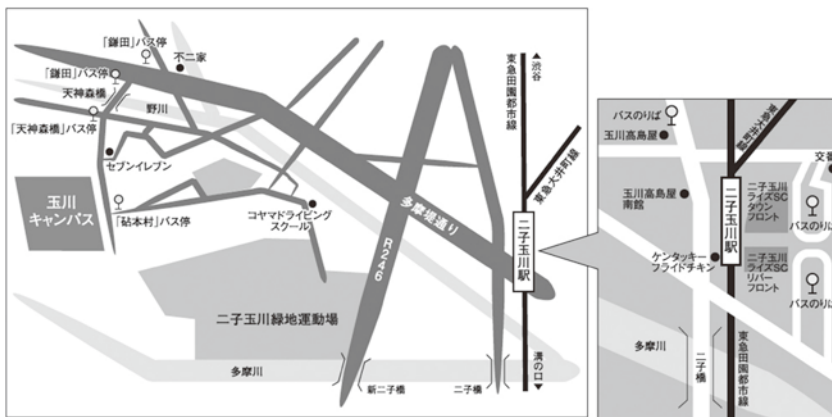 「鎌田」バス停
不二家
「鎌田」バス停
天神森橋
野川
「天神森橋」バス停
セブンイレブン
玉川
キャンパス
「砧本村」バス停
コヤマドライビング
スクール
多摩堤通り
R246
二子玉川緑地運動場
多摩川
新二子橋
二子橋
▲渋谷
東急田園都市線
東急大井町線
二子玉川駅
溝の口▼
バスのりば
玉川高島屋
東急大井町線
交番
玉川高島屋
南館
二子玉川駅
二子玉川
ライズSC
タウン
フロント
バスのりば
ケンタッキー
フライドチキン
二子玉川
ライズSC
リバー
フロント
バスのりば
多摩川
二子橋
東急田園都市線